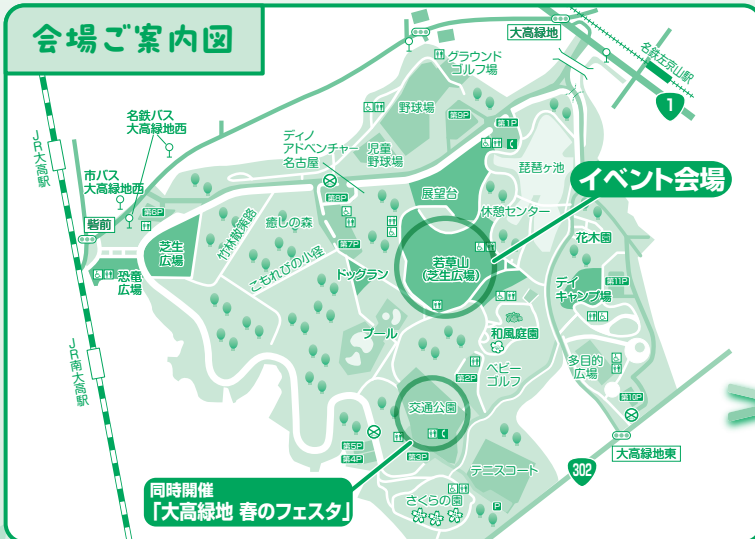 会場ご案内図
グラウンド
ゴルフ場
大高緑地
名鉄左京山駅
1
名鉄バス
大高緑地西
JR大高駅
市バス
大高緑地西
野球場
第9P
第1P
ディノ
アドベンチャー
名古屋
児童
野球場
琵琶ヶ池
イベント会場
展望台
第8P
第6P
砦前
休憩センター
癒しの森
竹林散策路
こもれびの小径
芝生
広場
第7P
花木園
恐竜
広場
ドッグラン
若草山
(芝生広場)
デイ
キャンプ場
第11P
プール
和風庭園
JR南大高駅
ベビー
ゴルフ
多目的
広場
第2P
交通公園
第10P
第5P
第4P
第3P
大高緑地東
テニスコート
302
同時開催
「大高緑地 春のフェスタ」
さくらの園
P